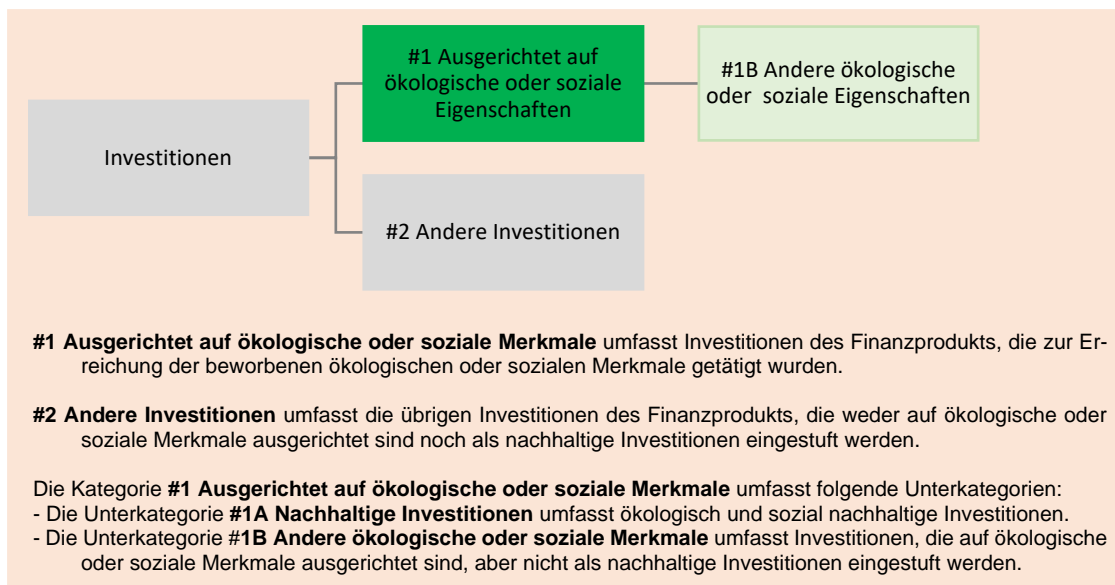 #1 Ausgerichtet auf
ökologische oder soziale
Eigenschaften
#1B Andere ökologische
oder soziale Eigenschaften
Investitionen
#2 Andere Investitionen
#1 Ausgerichtet auf ökologische oder soziale Merkmale umfasst Investitionen des Finanzprodukts, die zur Er-
reichung der beworbenen ökologischen oder sozialen Merkmale getätigt wurden.
#2 Andere Investitionen umfasst die übrigen Investitionen des Finanzprodukts, die weder auf ökologische oder
soziale Merkmale ausgerichtet sind noch als nachhaltige Investitionen eingestuft werden.
Die Kategorie #1 Ausgerichtet auf ökologische oder soziale Merkmale umfasst folgende Unterkategorien:
- Die Unterkategorie #1A Nachhaltige Investitionen umfasst ökologisch und sozial nachhaltige Investitionen.
- Die Unterkategorie #1B Andere ökologische oder soziale Merkmale umfasst Investitionen, die auf ökologische
oder soziale Merkmale ausgerichtet sind, aber nicht als nachhaltige Investitionen eingestuft werden.